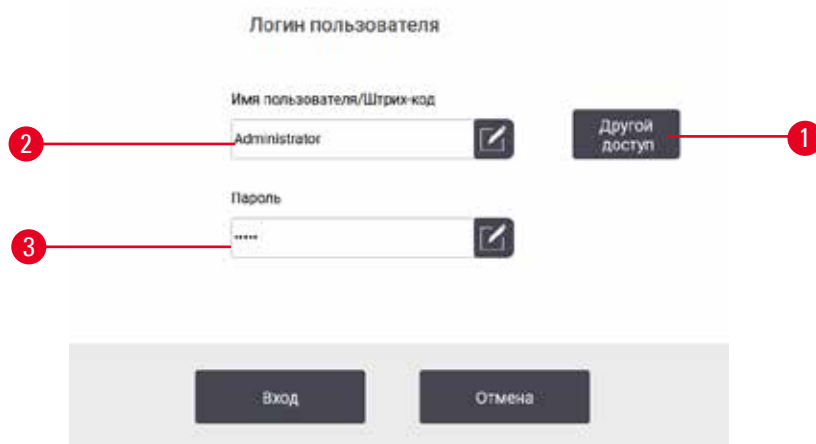 Логин пользователя
Имя пользователя/Штрих-код
2
Administrator
Другой
доступ
1
Пароль
3
•••••
Вход
Отмена